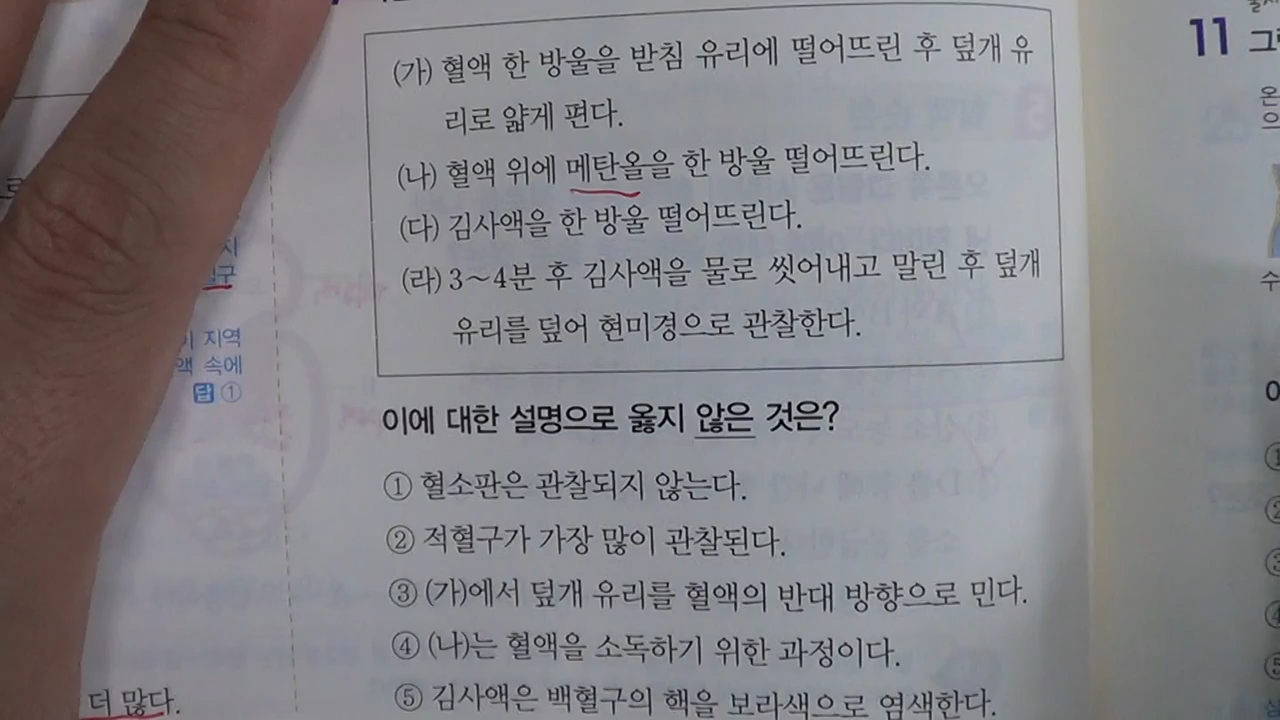 (가) 혈액 한 방울을 받침 유리에 떨어뜨린 후 덮개 유
리로 얇게 편다.
(나) 혈액 위에 메탄올을 한 방울 떨어뜨린다.
(다) 김사액을 한 방울 떨어뜨린다.
(라) 3~4분 후 김사액을 물로 씻어내고 말린 후 덮개
유리를 덮어 현미경으로 관찰한다.
이에 대한 설명으로 옳지 않은 것은?
① 혈소판은 관찰되지 않는다.
② 적혈구가 가장 많이 관찰된다.
③ (가)에서 덮개 유리를 혈액의 반대 방향으로 민다.
④ (나)는 혈액을 소독하기 위한 과정이다.
⑤ 김사액은 백혈구의 핵을 보라색으로 염색한다.
지역
속에
답 ①
더 많다.
11
온
수